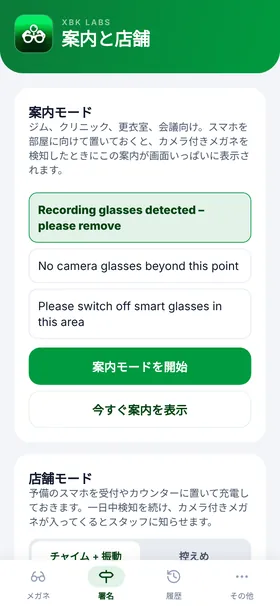 XBK LABS
案内と店舗
案内モード
ジム、クリニック、更衣室、会議向け。スマホを
部屋に向けて置いておくと、カメラ付きメガネを
検知したときにこの案内が画面いっぱいに表示さ
れます。
Recording glasses detected –
please remove
No camera glasses beyond this point
Please switch off smart glasses in
this area
案内モードを開始
今すぐ案内を表示
店舗モード
予備のスマホを受付やカウンターに置いて充電し
ておきます。一日中検知を続け、カメラ付きメガ
ネが入ってくるとスタッフに知らせます。
チャイム + 振動
控えめ
メガネ
署名
履歴
その他